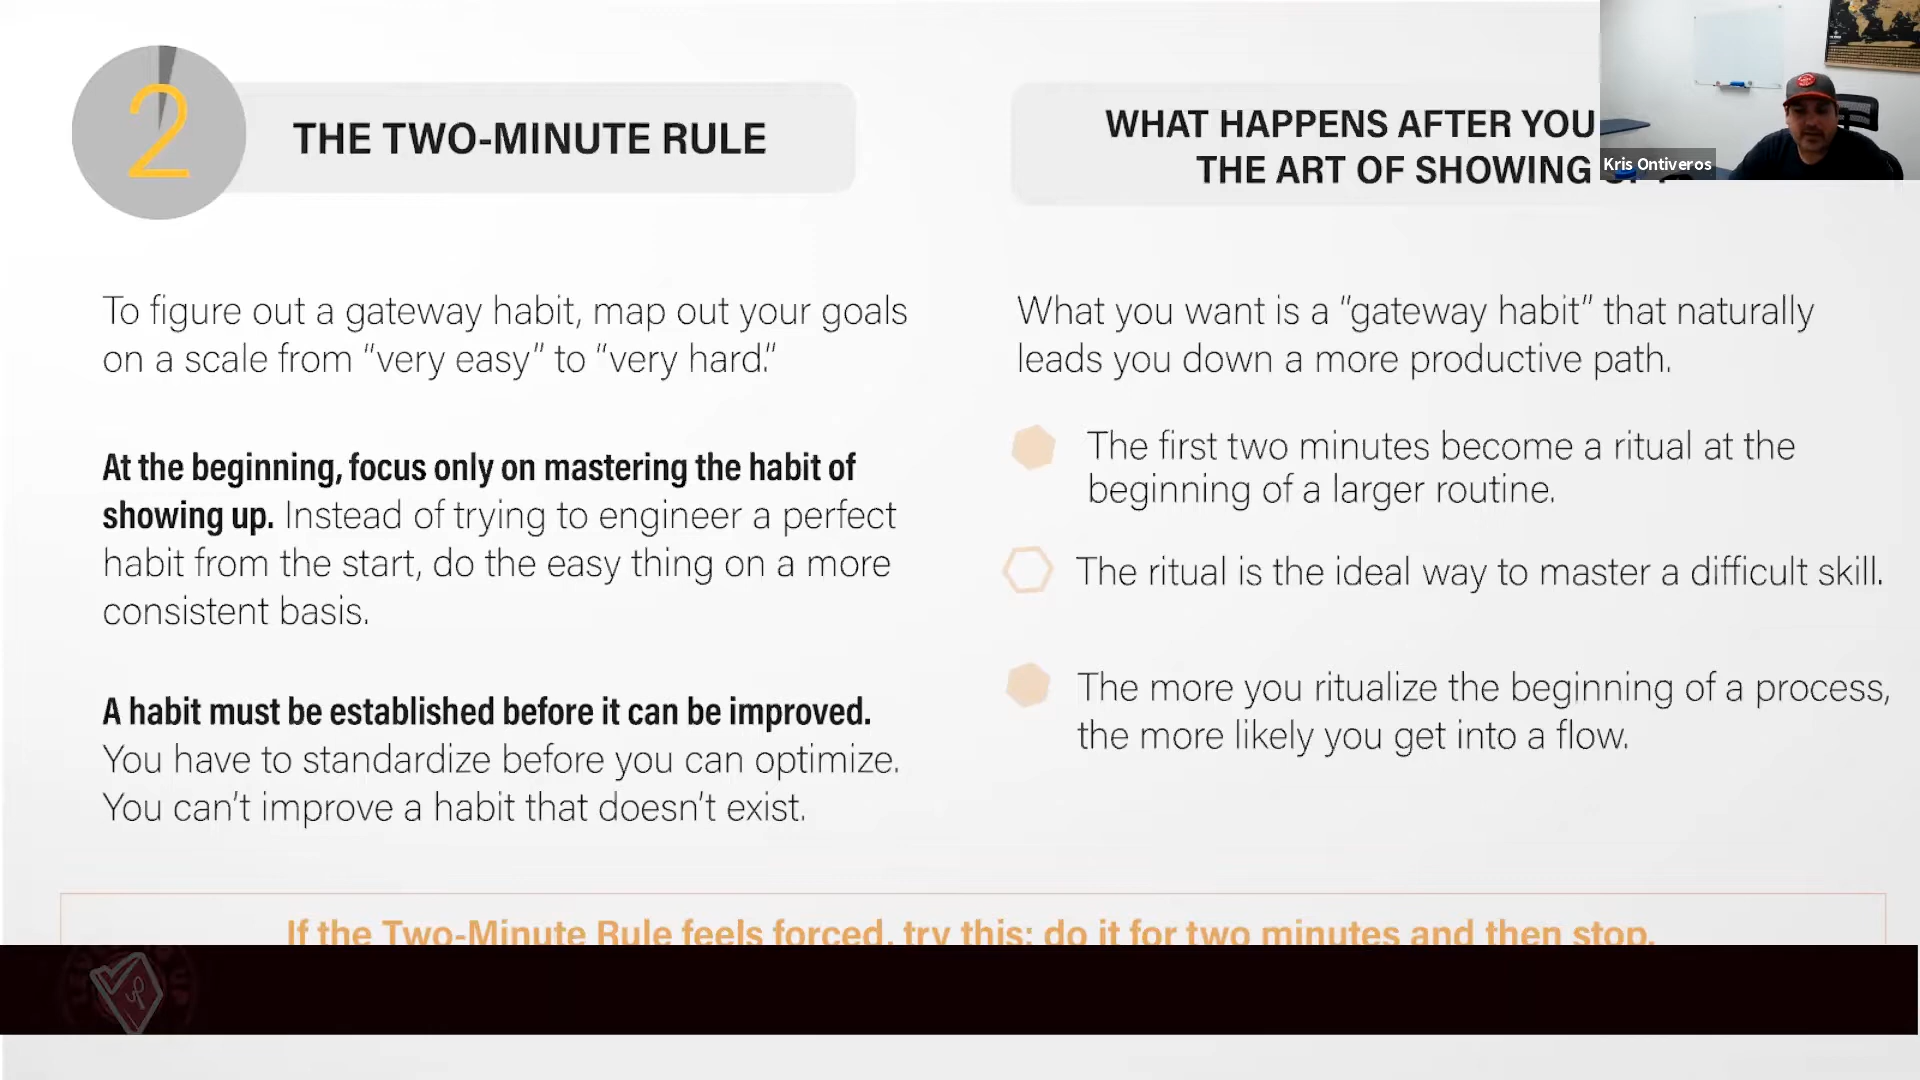 2
THE TWO-MINUTE RULE
To figure out a gateway habit, map out your goals
on a scale from “very easy” to “very hard.”
At the beginning, focus only on mastering the habit of
showing up. Instead of trying to engineer a perfect
habit from the start, do the easy thing on a more
consistent basis.
A habit must be established before it can be improved.
You have to standardize before you can optimize.
You can’t improve a habit that doesn’t exist.
WHAT HAPPENS AFTER YOU
THE ART OF SHOWING
Kris Ontiveros
What you want is a “gateway habit” that naturally
leads you down a more productive path.
The first two minutes become a ritual at the
beginning of a larger routine.
The ritual is the ideal way to master a difficult skill.
The more you ritualize the beginning of a process,
the more likely you get into a flow.
If the Two-Minute Rule feels forced, try this: do it for two minutes and then stop.